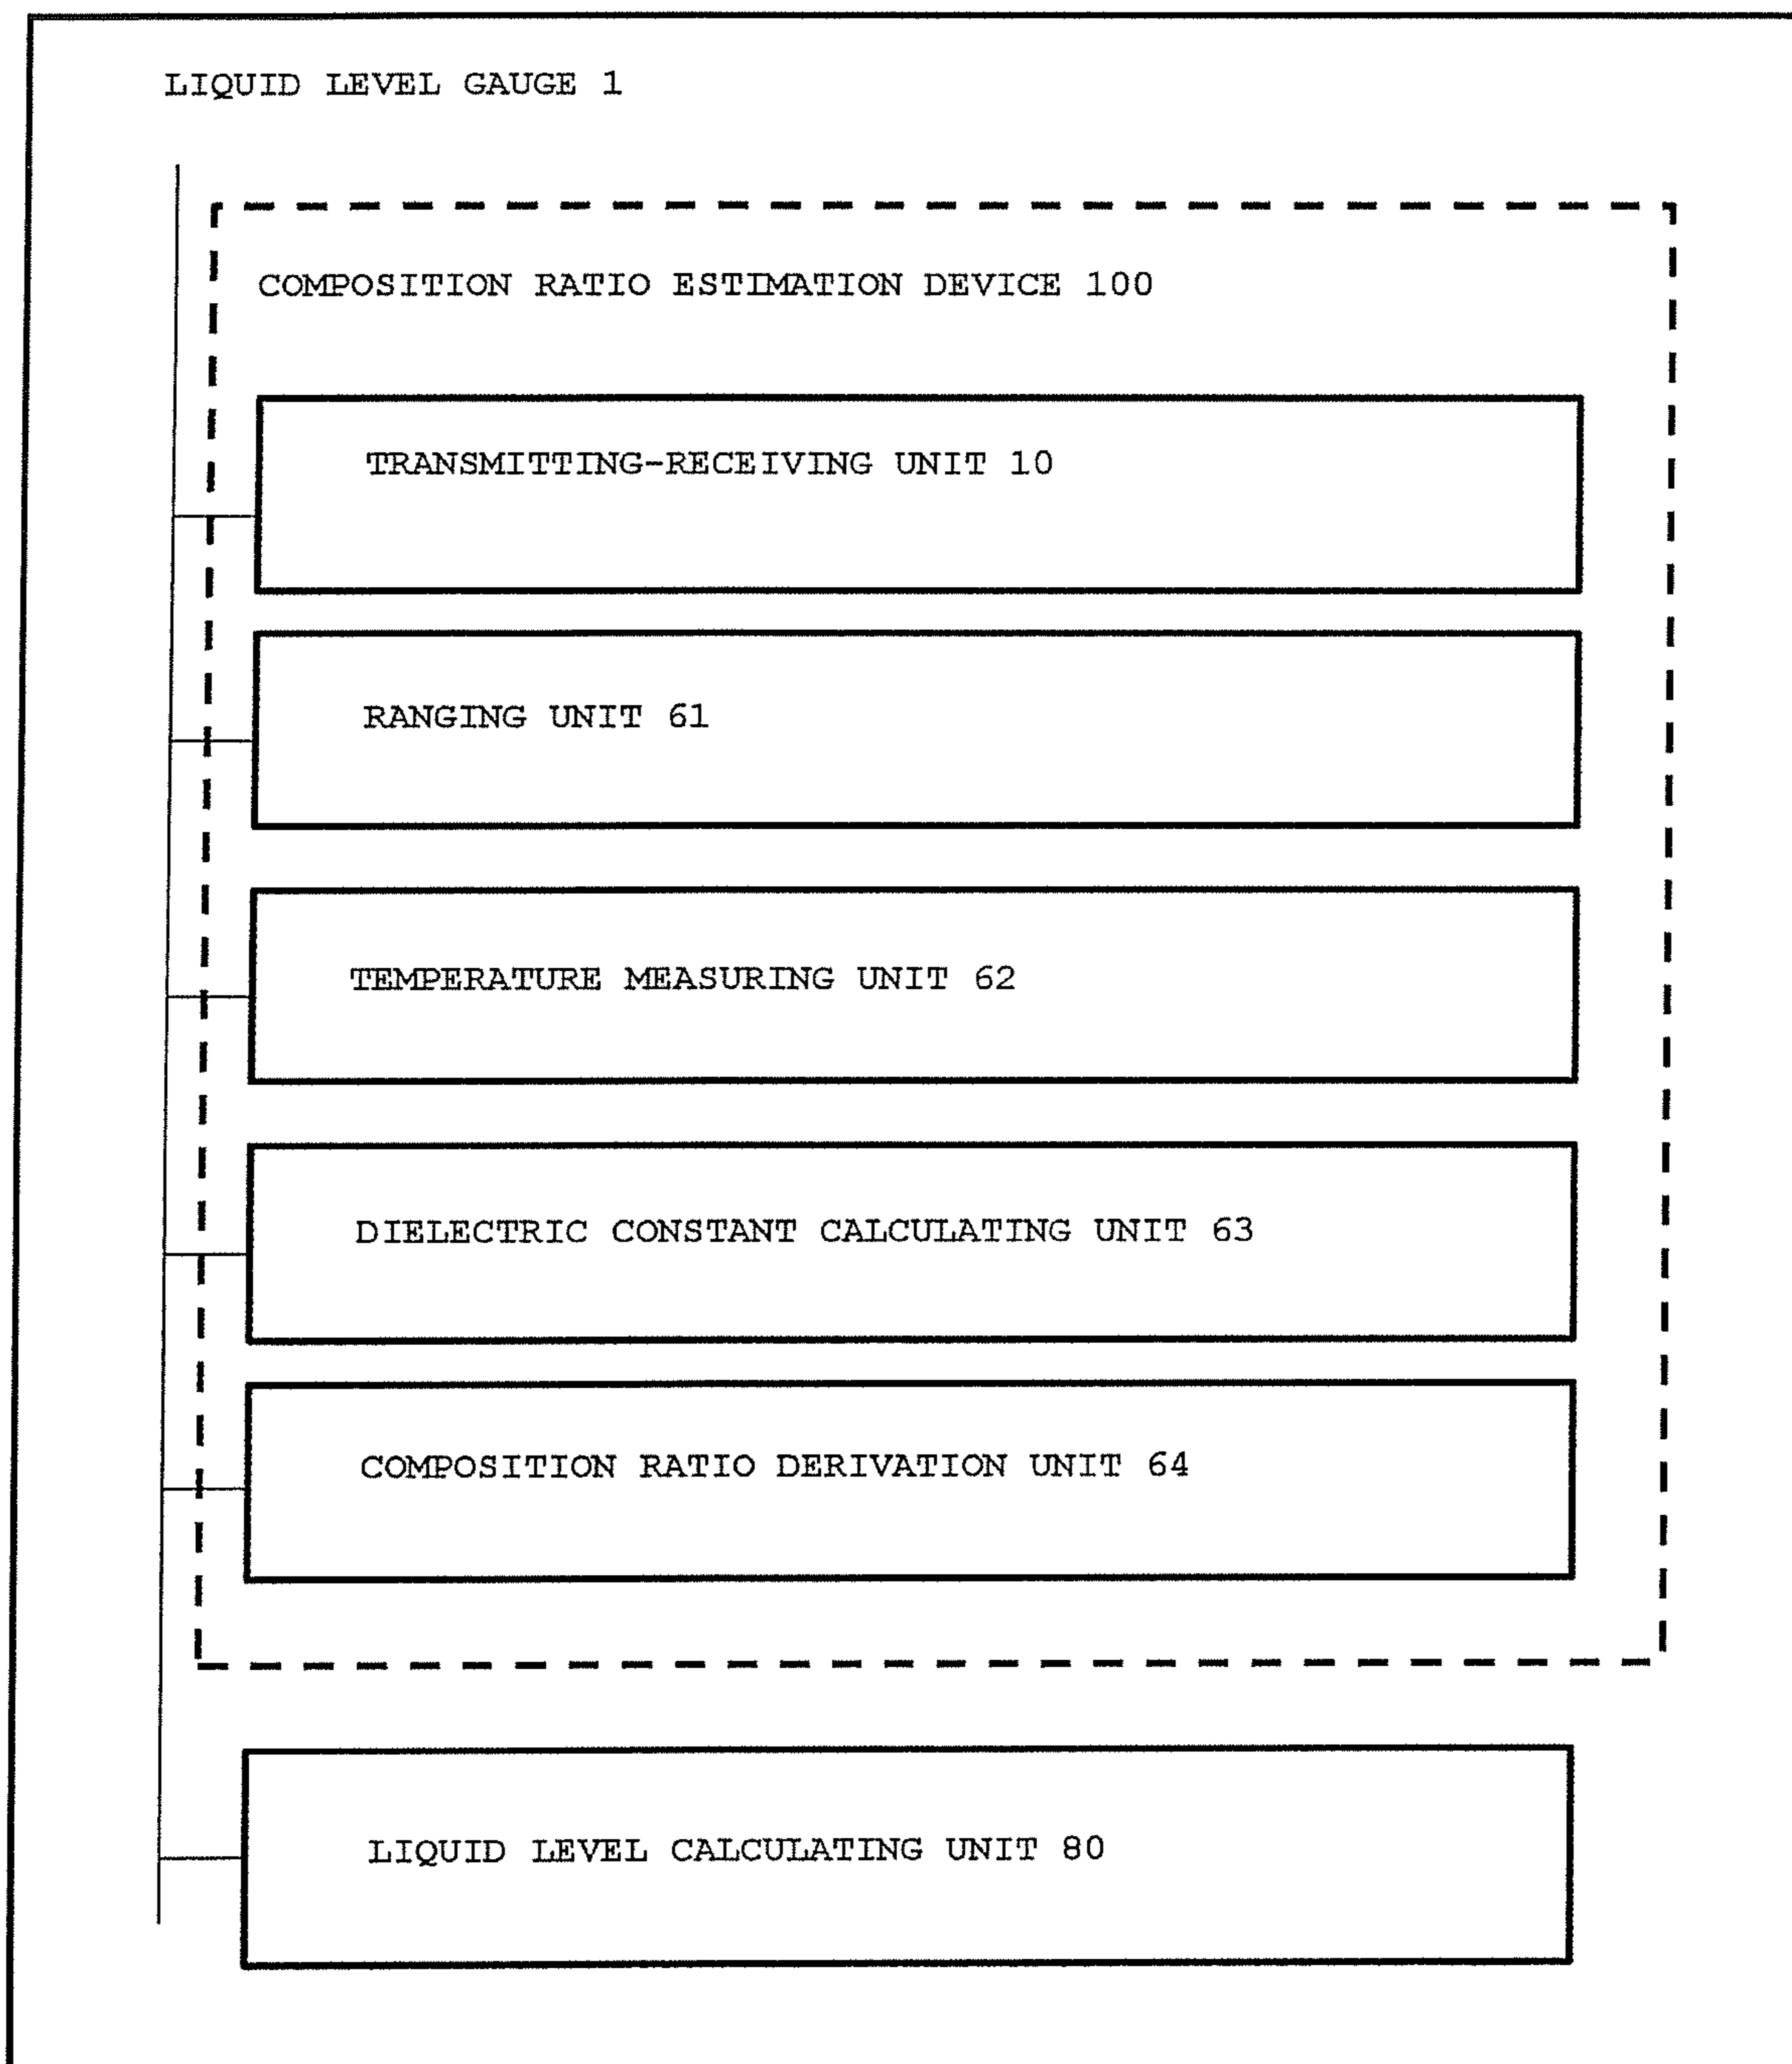 LIQUID LEVEL GAUGE 1
COMPOSITION RATIO ESTIMATION DEVICE 100
TRANSMITTING-RECEIVING UNIT 10
RANGING UNIT 61
TEMPERATURE MEASURING UNIT 62
DIELECTRIC CONSTANT CALCULATING UNIT 63
COMPOSITION RATIO DERIVATION UNIT 64
LIQUID LEVEL CALCULATING UNIT 80